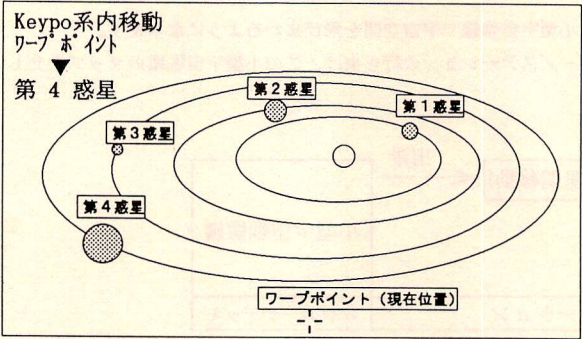 Keypo系内移動
ﾜｰﾌﾟﾎﾟｲﾝﾄ
第 4 惑星
第2惑星
第1惑星
第3惑星
第4惑星
ワープポイント（現在位置）